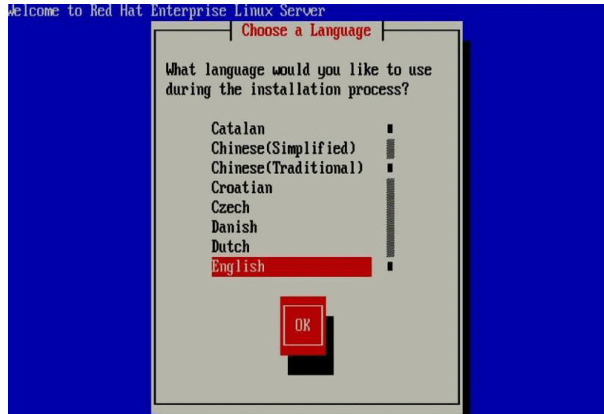 Welcome to Red Hat Enterprise Linux Server
Choose a Language
What language would you like to use
during the installation process?
Catalan
Chinese(Simplified)
Chinese(Traditional)
Croatian
Czech
Danish
Dutch
English
OK